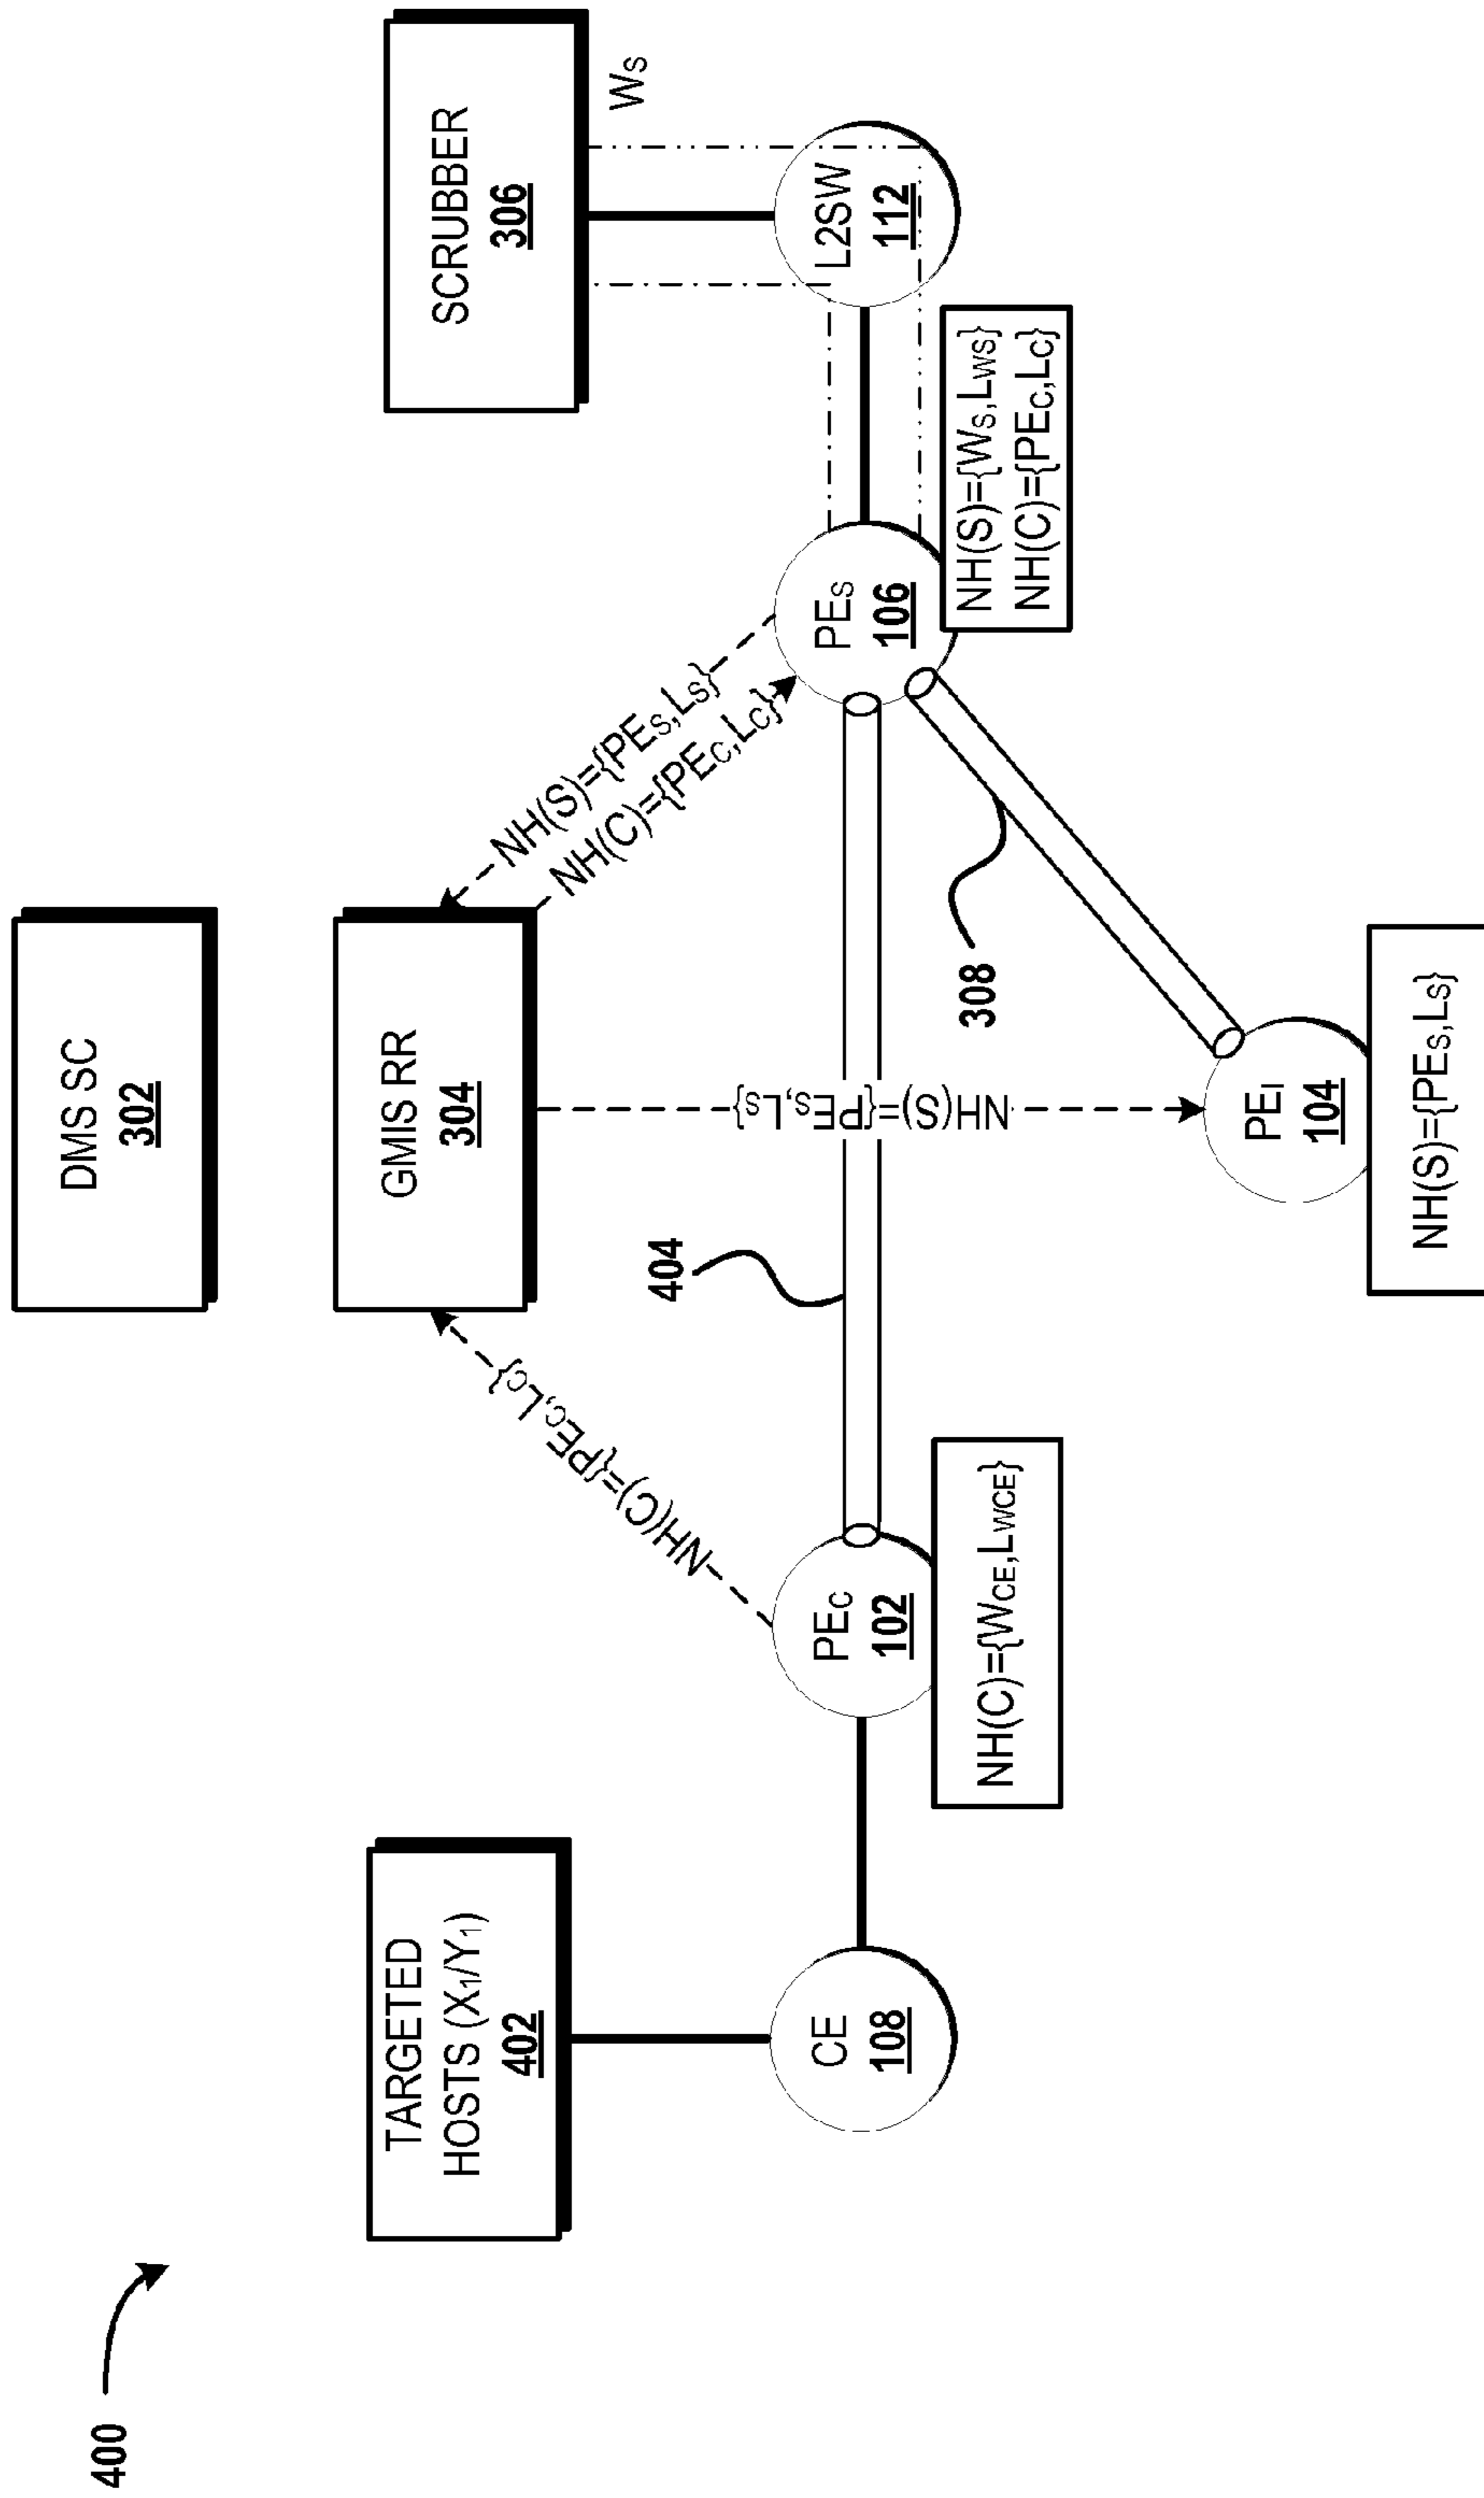 400
DMS SC
302
GMIS RR
304
TARGETED
HOSTS (X1/Y1)
402
SCRUBBER
306
WS
NH(C)={PEC,LC}
NH(S)={PES,LS}
NH(C)={PEC,LC}
404
NH(S)={PES,LS}
CE
108
PEC
102
PES
106
L2SW
112
NH(C)={WCE,LWCE}
NH(S)={WS,LWS}
NH(C)={PEC,LC}
308
PEI
104
NH(S)={PES,LS}